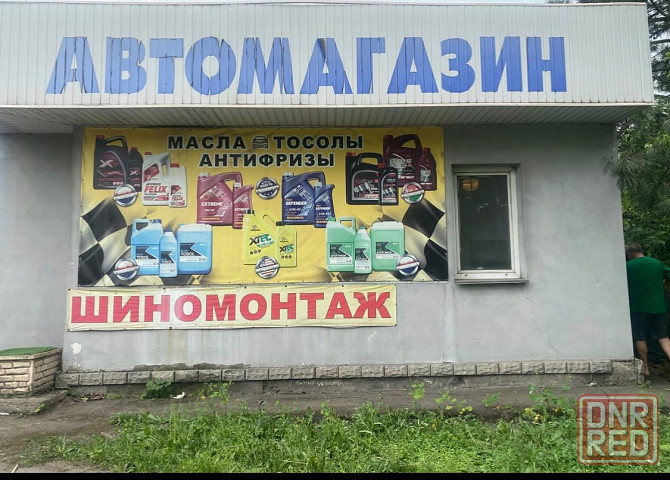 АВТОМАГАЗИН
МАСЛА ТОСОЛЫ
АНТИФРИЗЫ
FELIX
EXTREME
DEFENDER
XTEC
ШИНОМОНТАЖ
DNR
RED